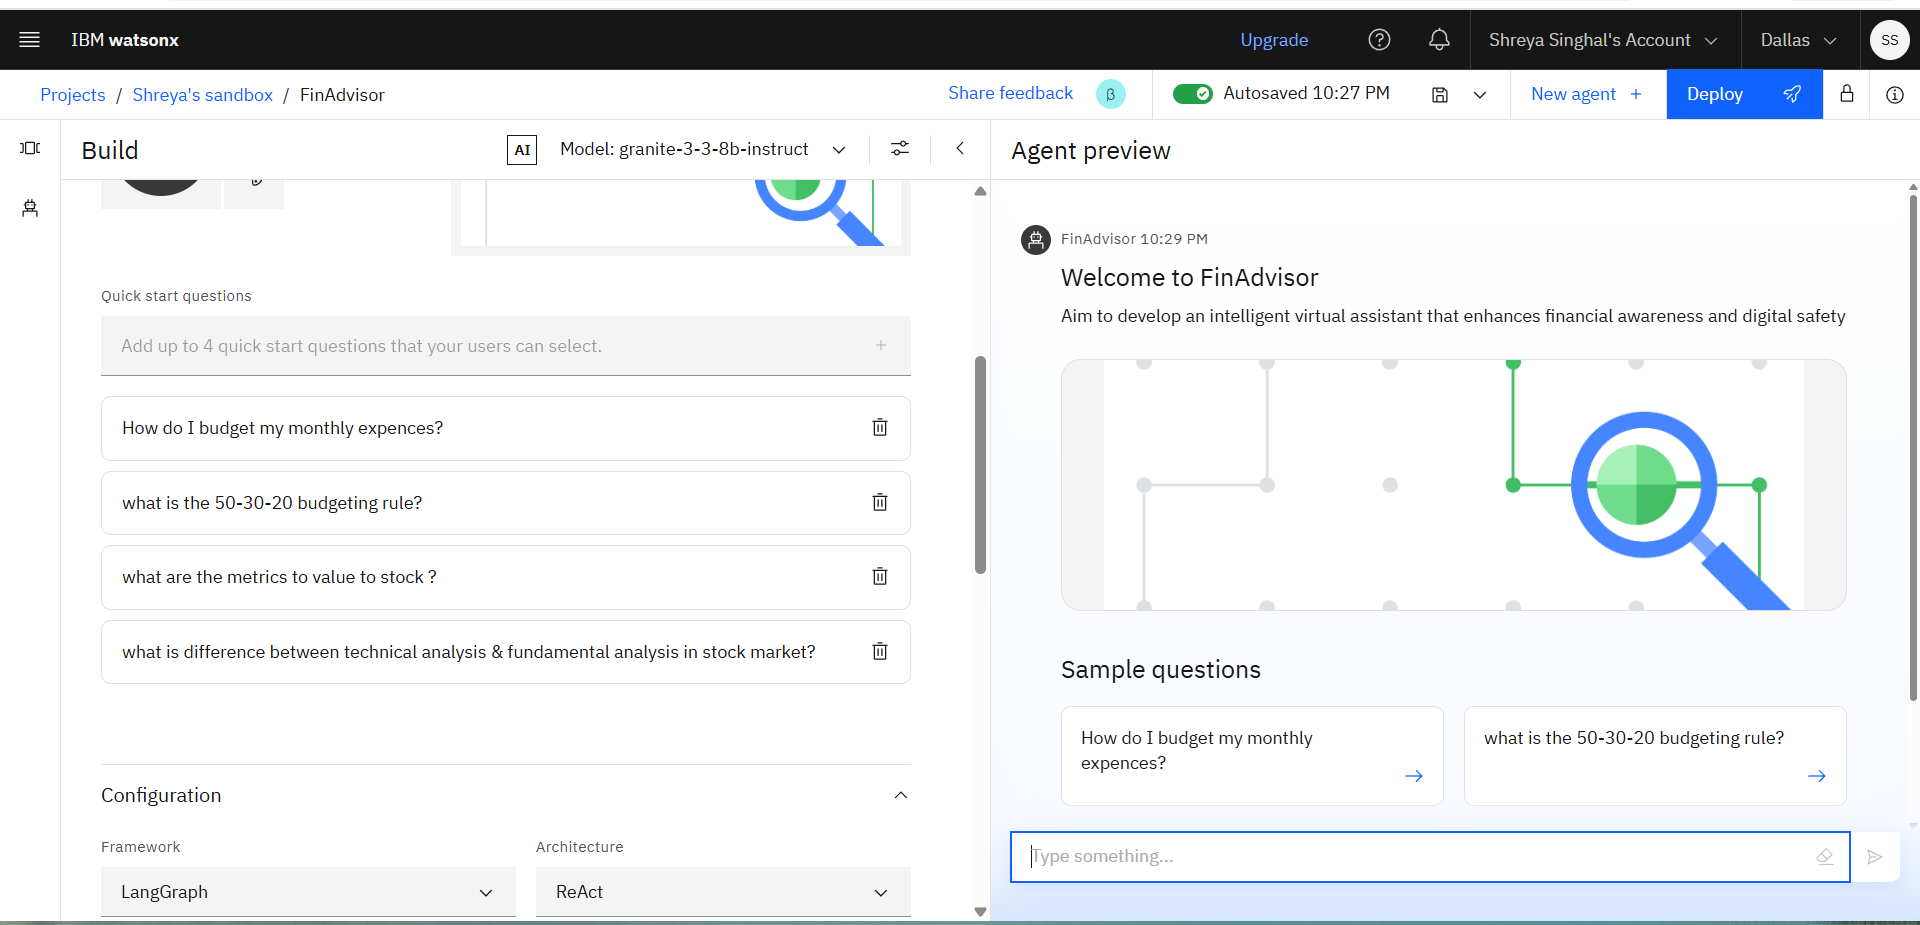 IBM watsonx
Upgrade
Shreya Singhal's Account
Dallas
SS
Projects / Shreya's sandbox / FinAdvisor
Share feedback
β
Autosaved 10:27 PM
New agent +
Deploy
Build
AI
Model: granite-3-3-8b-instruct
Quick start questions
Add up to 4 quick start questions that your users can select.
How do I budget my monthly expences?
what is the 50-30-20 budgeting rule?
what are the metrics to value to stock ?
what is difference between technical analysis & fundamental analysis in stock market?
Configuration
Framework
LangGraph
Architecture
ReAct
Agent preview
FinAdvisor 10:29 PM
Welcome to FinAdvisor
Aim to develop an intelligent virtual assistant that enhances financial awareness and digital safety
Sample questions
How do I budget my monthly
expences?
what is the 50-30-20 budgeting rule?
Type something...